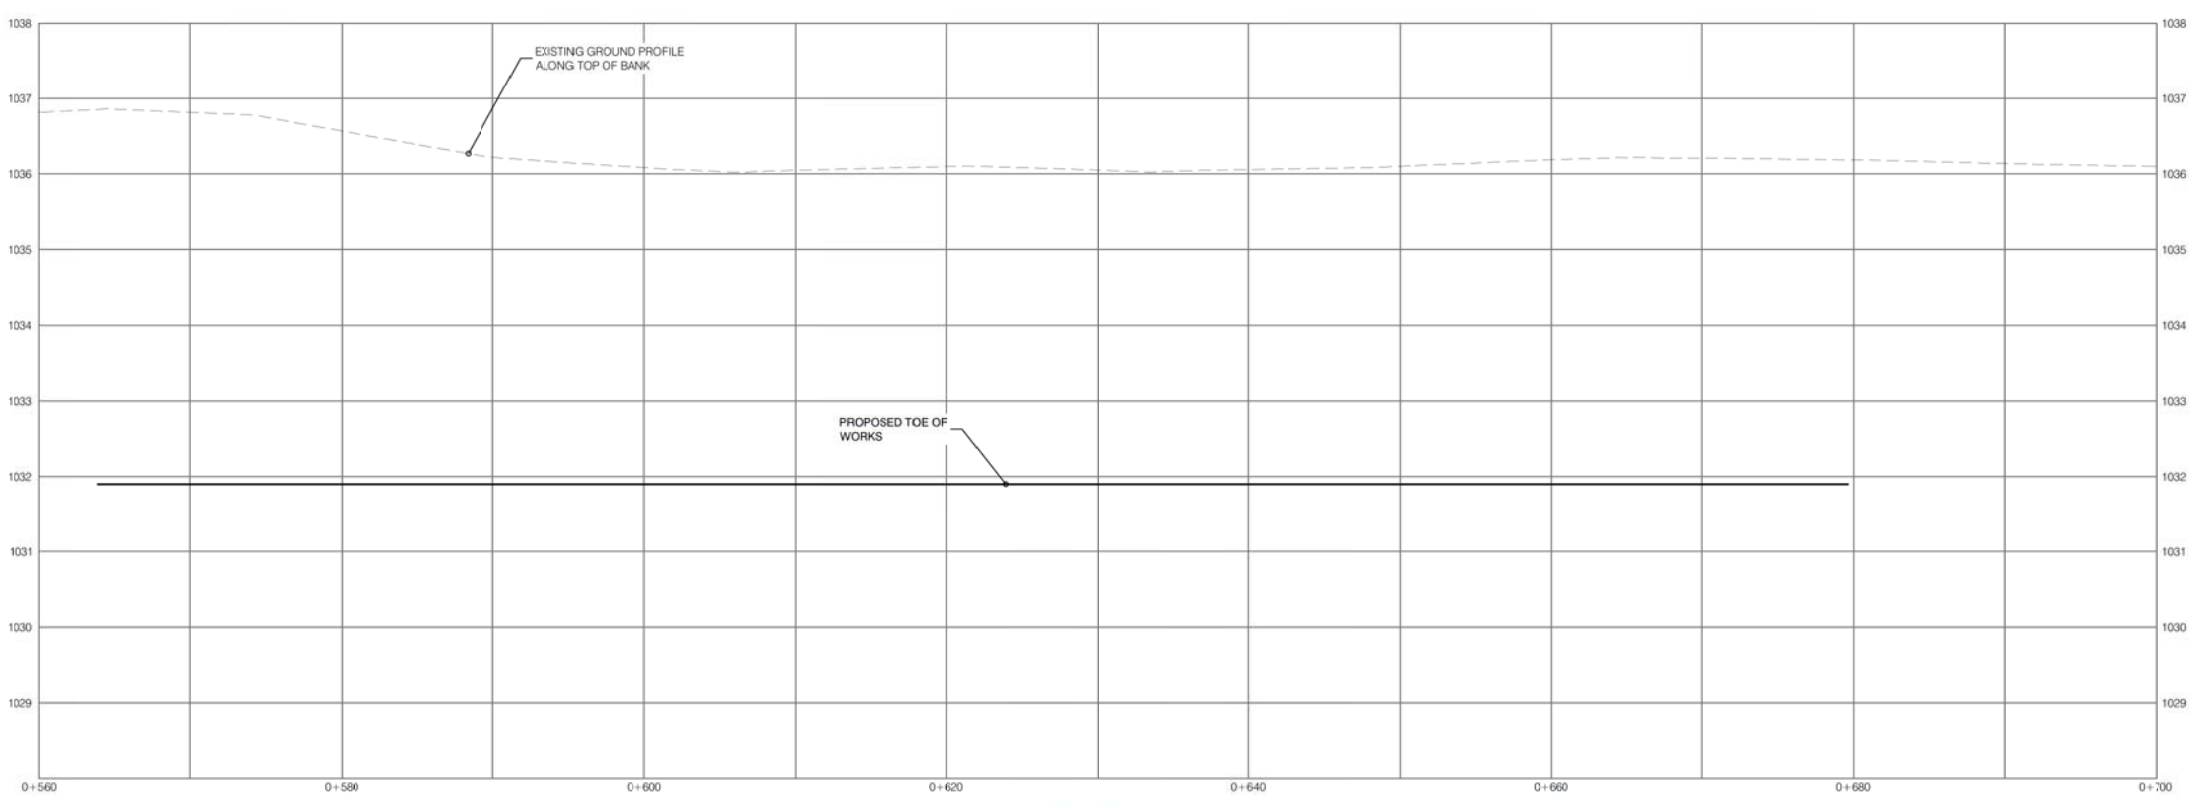 1038 1038
EXISTING GROUND PROFILE
ALONG TOP OF BANK
1037 1037
1036 1036
1035 1035
1034 1034
1033 1033
PROPOSED TOE OF
WORKS
1032 1032
1031 1031
1030 1030
1029 1029
0+560 0+580 0+600 0+620 0+640 0+660 0+680 0+700